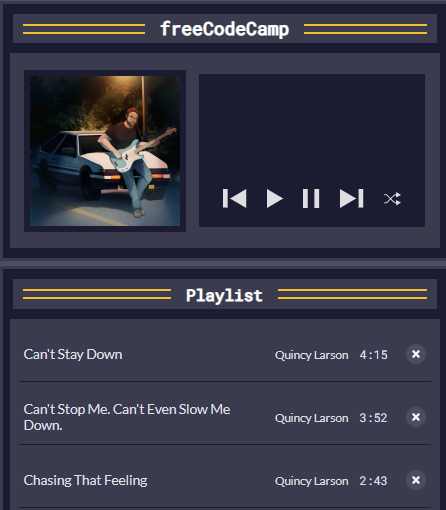 freeCodeCamp
Playlist
Can't Stay Down Quincy Larson 4:15
Can't Stop Me. Can't Even Slow Me
Down. Quincy Larson 3:52
Chasing That Feeling Quincy Larson 2:43